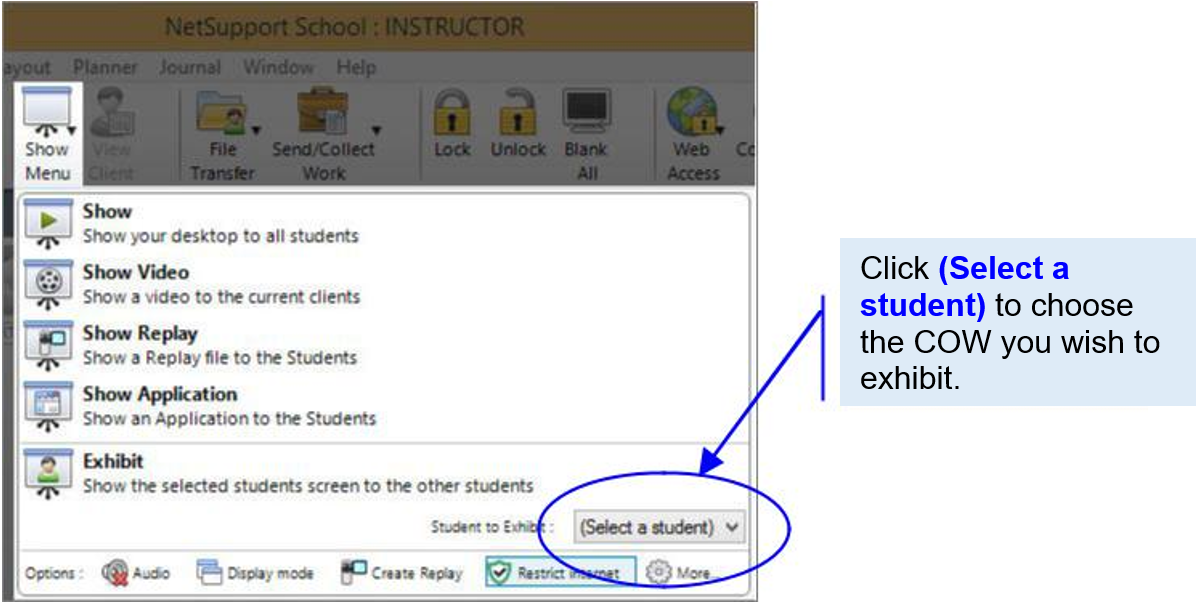 NetSupport School : INSTRUCTOR
ayout Planner Journal Window Help
Show Menu
View Client
File Transfer
Send/Collect Work
Lock
Unlock
Blank All
Web Access
Co
Show
Show your desktop to all students
Show Video
Show a video to the current clients
Show Replay
Show a Replay file to the Students
Show Application
Show an Application to the Students
Exhibit
Show the selected students screen to the other students
Student to Exhibit : (Select a student)
Options : Audio Display mode Create Replay Restrict Internet More...
Click (Select a
student) to choose
the COW you wish to
exhibit.